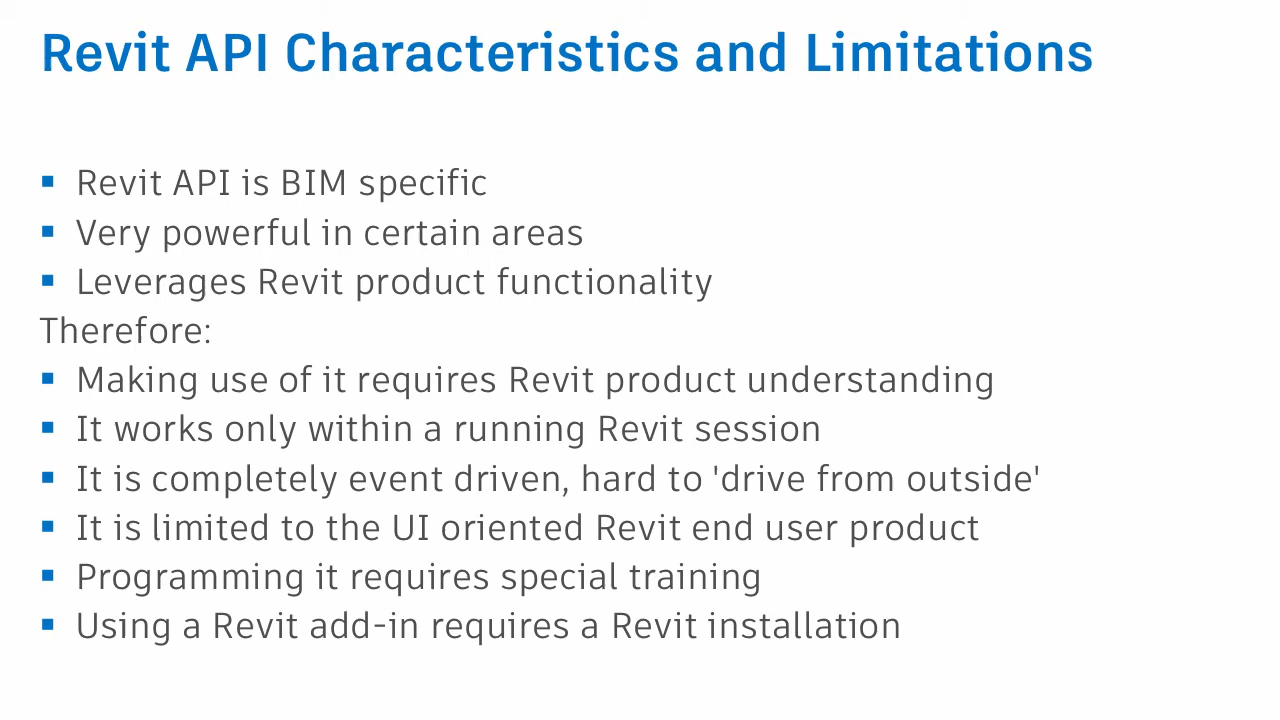 Revit API Characteristics and Limitations
▪ Revit API is BIM specific
▪ Very powerful in certain areas
▪ Leverages Revit product functionality
Therefore:
▪ Making use of it requires Revit product understanding
▪ It works only within a running Revit session
▪ It is completely event driven, hard to 'drive from outside'
▪ It is limited to the UI oriented Revit end user product
▪ Programming it requires special training
▪ Using a Revit add-in requires a Revit installation